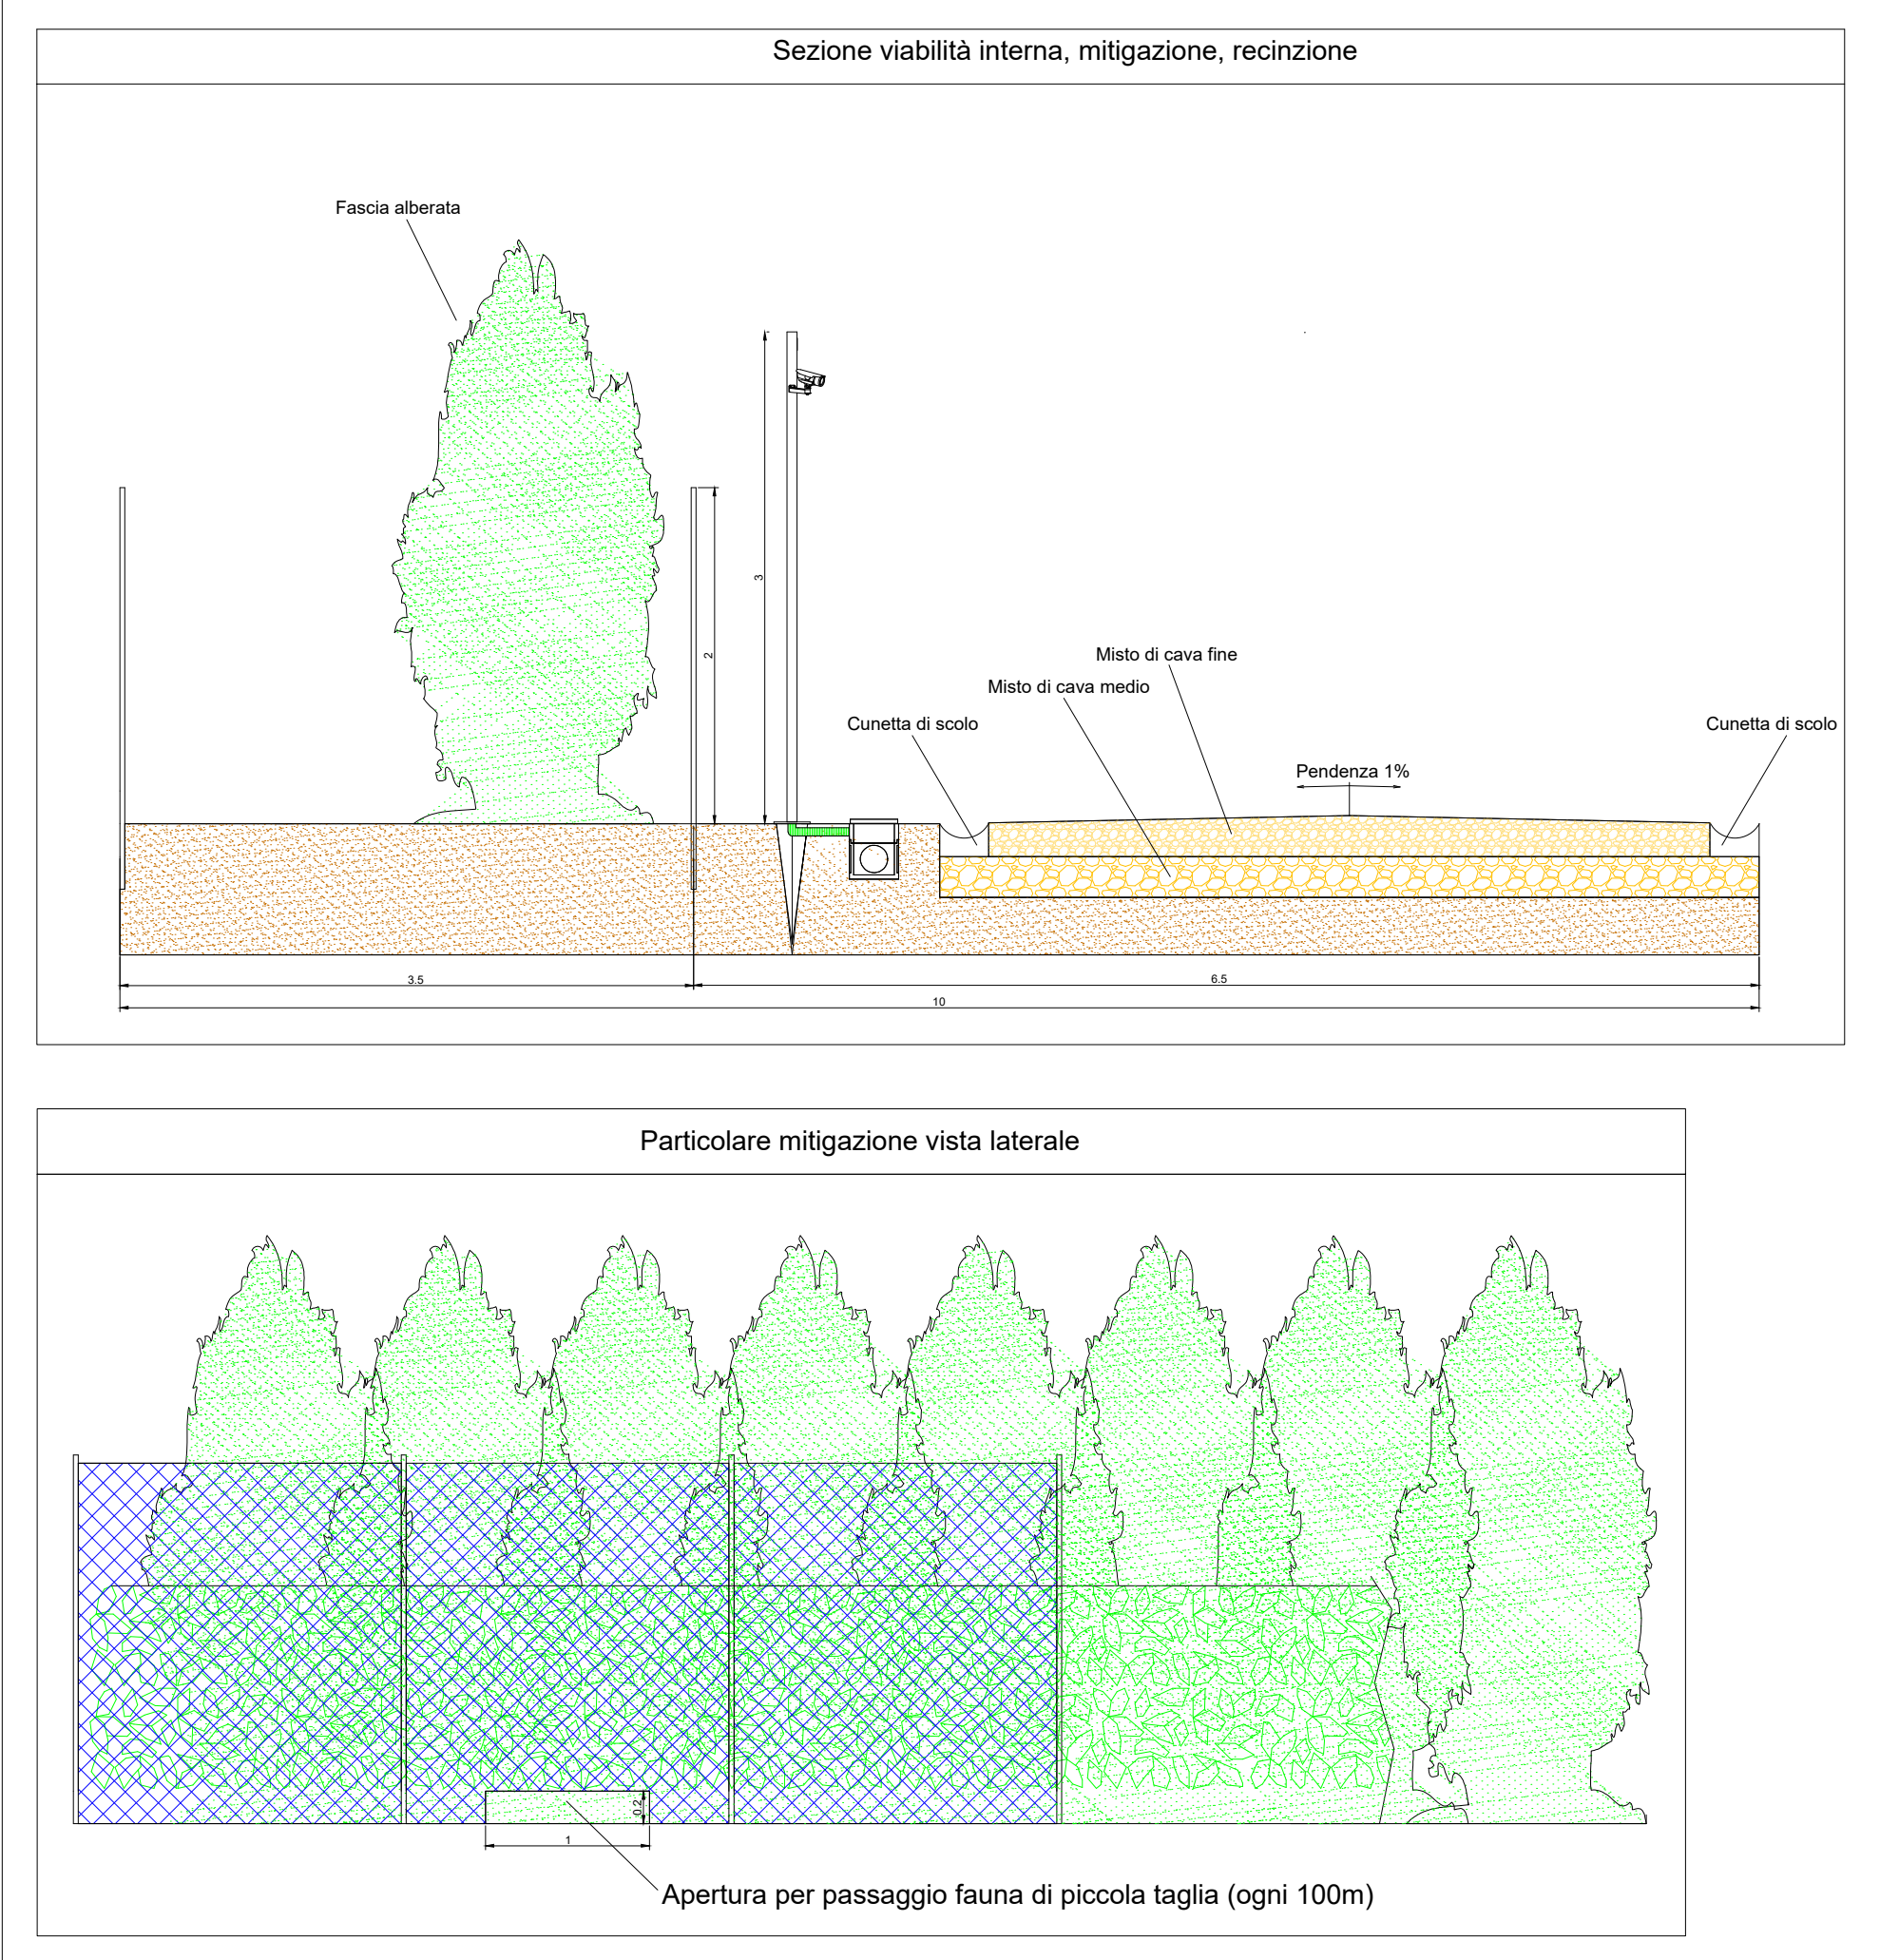 Sezione viabilità interna, mitigazione, recinzione
Fascia alberata
3
2
Misto di cava fine
Misto di cava medio
Cunetta di scolo
Cunetta di scolo
Pendenza 1%
3.5
6.5
10
Particolare mitigazione vista laterale
0.2
1
Apertura per passaggio fauna di piccola taglia (ogni 100m)